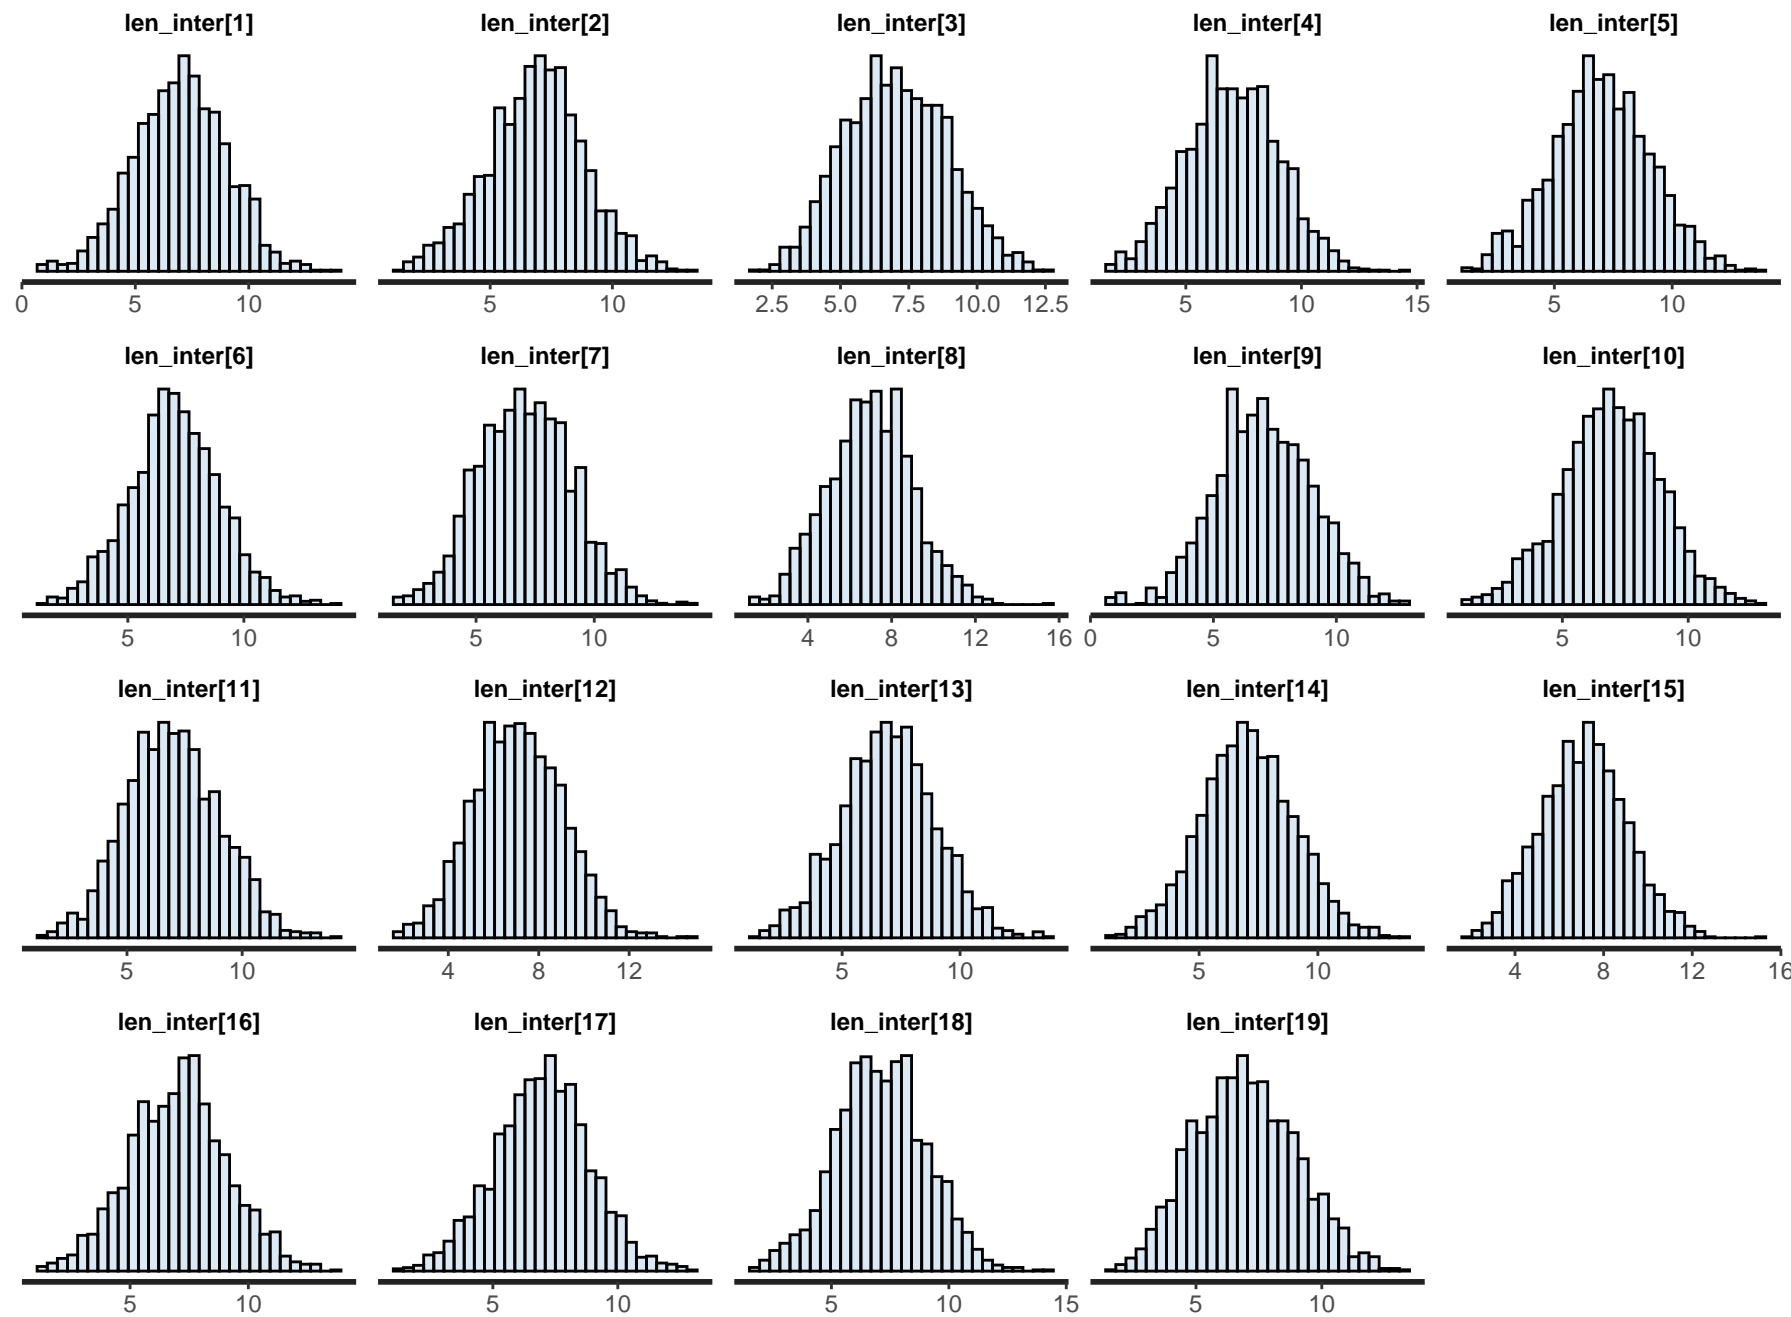 len_inter[1] len_inter[2] len_inter[3] len_inter[4] len_inter[5]
0 5 10 5 10 2.5 5.0 7.5 10.0 12.5 5 10 15 5 10
len_inter[6] len_inter[7] len_inter[8] len_inter[9] len_inter[10]
5 10 5 10 4 8 12 16 0 5 10 5 10
len_inter[11] len_inter[12] len_inter[13] len_inter[14] len_inter[15]
5 10 4 8 12 5 10 5 10 4 8 12 16
len_inter[16] len_inter[17] len_inter[18] len_inter[19]
5 10 5 10 5 10 15 5 10